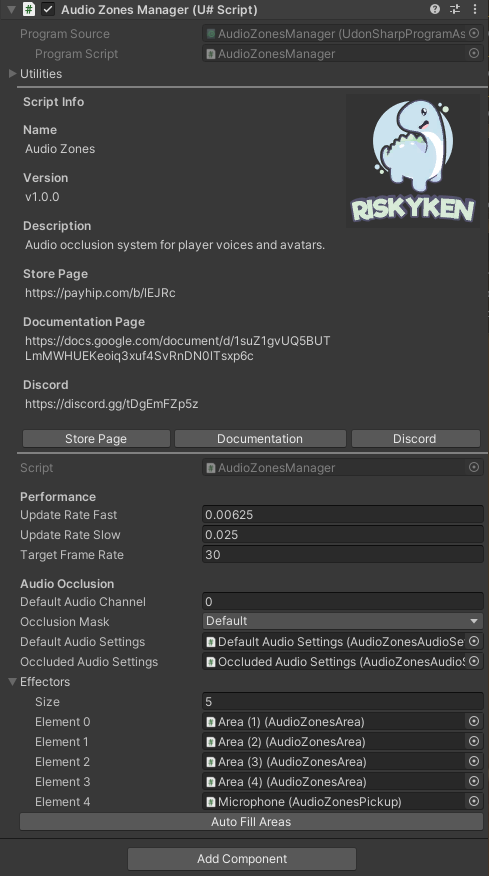 Audio Zones Manager (U# Script)
Program Source AudioZonesManager (UdonSharpProgramAs
Program Script AudioZonesManager
Utilities
Script Info
Name
Audio Zones
Version
v1.0.0
Description
Audio occlusion system for player voices and avatars.
Store Page
https://payhip.com/b/lEJRc
Documentation Page
https://docs.google.com/document/d/1suZ1gvUQ5BUT
LmMWHUEKeoiq3xuf4SvRnDN0ITsxp6c
Discord
https://discord.gg/tDgEmFZp5z
RISKYKEN
Store Page Documentation Discord
Script AudioZonesManager
Performance
Update Rate Fast 0.00625
Update Rate Slow 0.025
Target Frame Rate 30
Audio Occlusion
Default Audio Channel 0
Occlusion Mask Default
Default Audio Settings Default Audio Settings (AudioZonesAudioSe
Occluded Audio Settings Occluded Audio Settings (AudioZonesAudioS
Effectors
Size 5
Element 0 Area (1) (AudioZonesArea)
Element 1 Area (2) (AudioZonesArea)
Element 2 Area (3) (AudioZonesArea)
Element 3 Area (4) (AudioZonesArea)
Element 4 Microphone (AudioZonesPickup)
Auto Fill Areas
Add Component